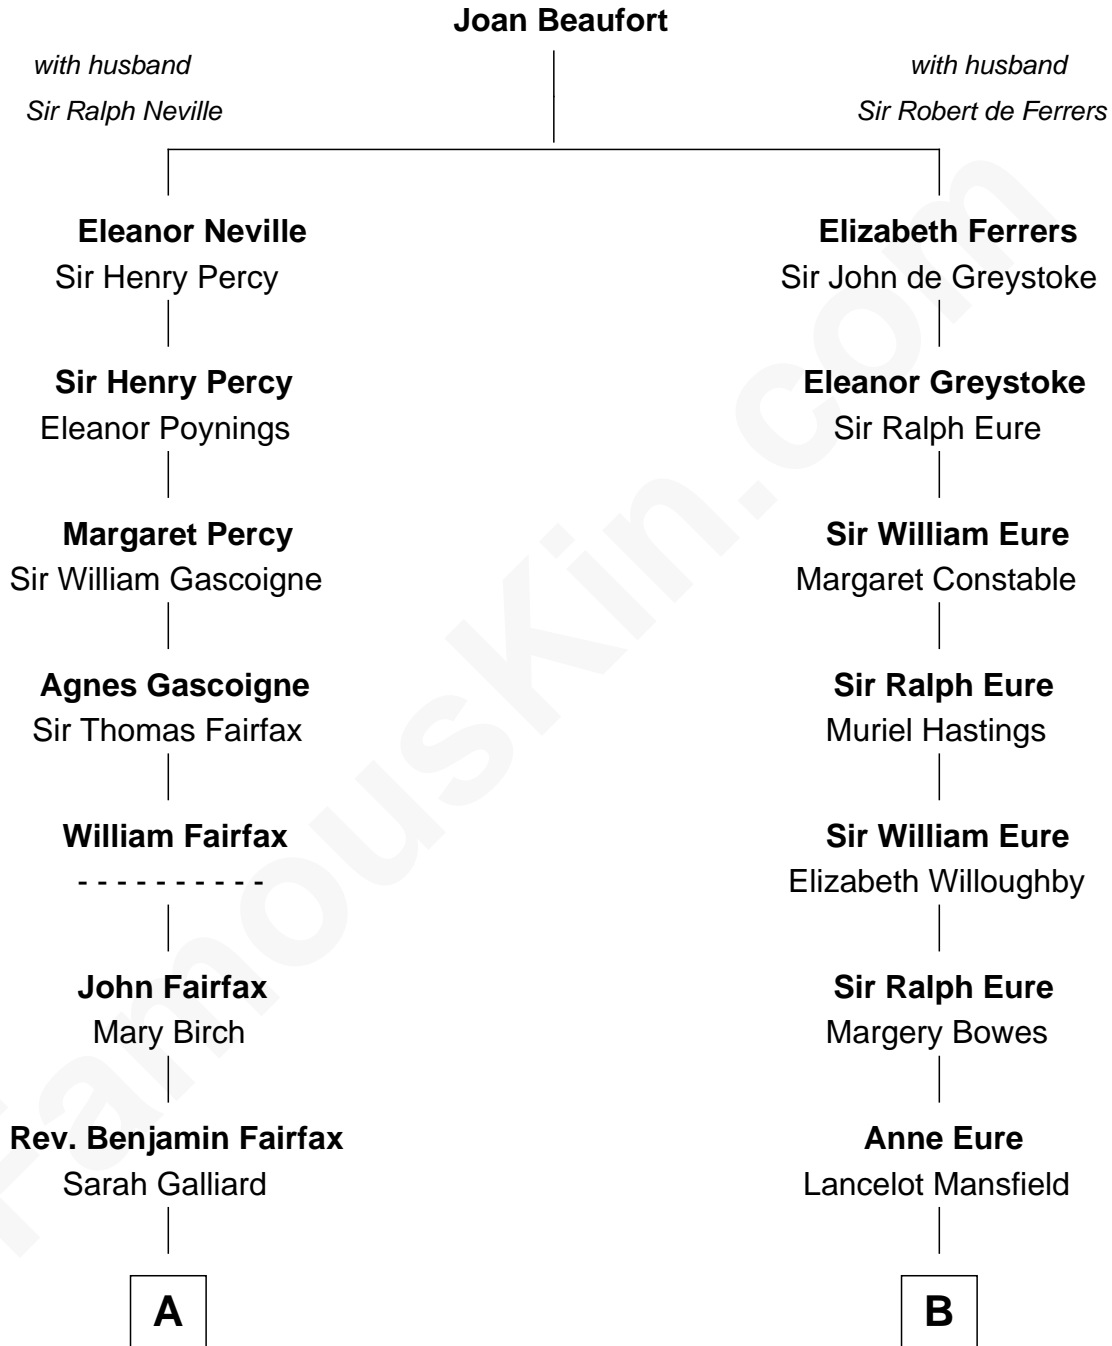 Joan Beaufort
with husband
Sir Ralph Neville
with husband
Sir Robert de Ferrers
Eleanor Neville
Sir Henry Percy
Elizabeth Ferrers
Sir John de Greystoke
Sir Henry Percy
Eleanor Poynings
Eleanor Greystoke
Sir Ralph Eure
Margaret Percy
Sir William Gascoigne
Sir William Eure
Margaret Constable
Agnes Gascoigne
Sir Thomas Fairfax
Sir Ralph Eure
Muriel Hastings
William Fairfax
- - - - - - - - - -
Sir William Eure
Elizabeth Willoughby
John Fairfax
Mary Birch
Sir Ralph Eure
Margery Bowes
Rev. Benjamin Fairfax
Sarah Galliard
Anne Eure
Lancelot Mansfield
A
B
FamousKin.com